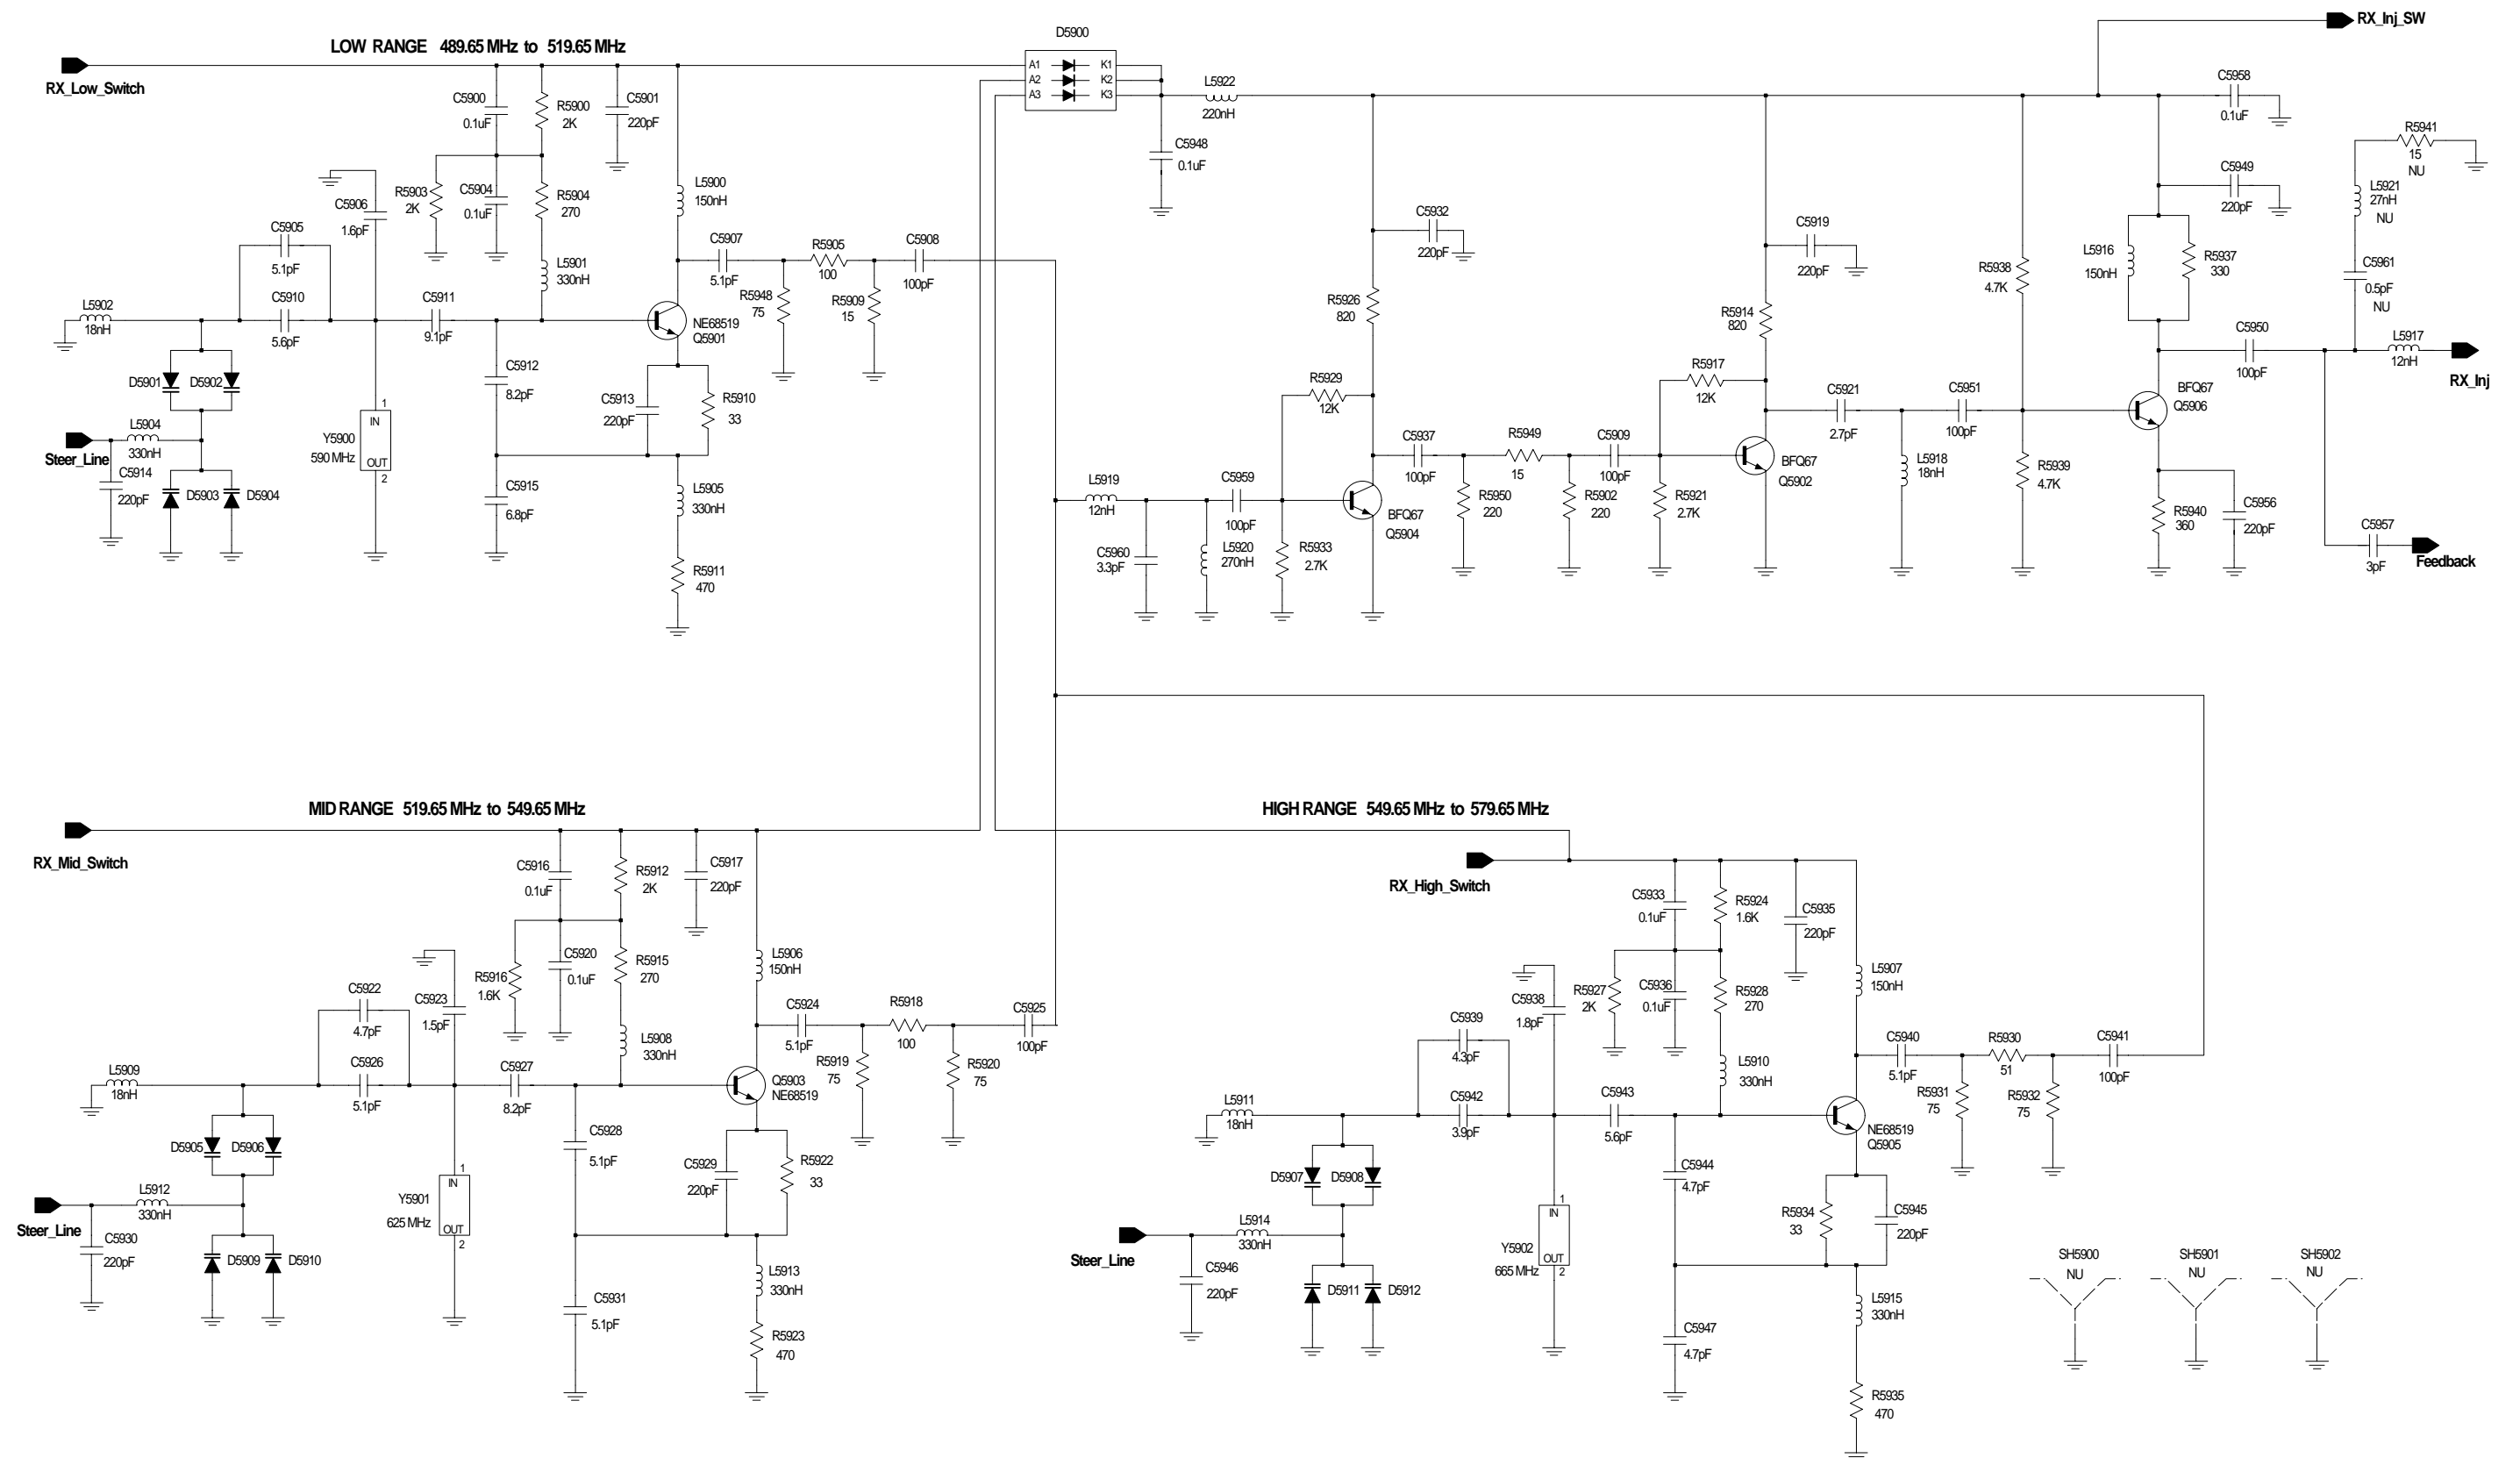 RX_Inj_SW
D5900
LOW RANGE 489.65 MHz to 519.65 MHz
RX_Low_Switch
A1 K1
A2 K2
A3 K3
L5922
220nH
C5958
0.1uF
C5900
0.1uF
R5900
2K
C5901
220pF
C5948
0.1uF
R5941
15
NU
C5906
1.6pF
R5903
2K
C5904
0.1uF
R5904
270
L5900
150nH
C5949
220pF
L5921
27nH
NU
C5905
5.1pF
L5901
330nH
C5907
5.1pF
R5905
100
C5908
100pF
C5932
220pF
C5919
220pF
R5938
4.7K
L5916
150nH
R5937
330
C5961
0.5pF
NU
L5902
18nH
C5910
5.6pF
C5911
9.1pF
NE68519
Q5901
R5948
75
R5909
15
R5926
820
R5914
820
C5950
100pF
L5917
12nH
RX_Inj
D5901
D5902
C5912
8.2pF
C5913
220pF
R5910
33
R5929
12K
R5917
12K
C5921
2.7pF
C5951
100pF
BFQ67
Q5906
L5904
330nH
Steer_Line
C5914
220pF
D5903
D5904
Y5900
590 MHz
1
IN
OUT
2
C5915
6.8pF
L5905
330nH
R5911
470
L5919
12nH
C5959
100pF
C5960
3.3pF
L5920
270nH
R5933
2.7K
BFQ67
Q5904
C5937
100pF
R5949
15
C5909
100pF
R5950
220
R5902
220
R5921
2.7K
BFQ67
Q5902
L5918
18nH
R5939
4.7K
R5940
360
C5956
220pF
C5957
3pF
Feedback
MID RANGE 519.65 MHz to 549.65 MHz
RX_Mid_Switch
C5916
0.1uF
R5912
2K
C5917
220pF
R5916
1.6K
C5920
0.1uF
R5915
270
L5906
150nH
C5922
4.7pF
C5923
1.5pF
L5908
330nH
C5924
5.1pF
R5918
100
C5925
100pF
L5909
18nH
C5926
5.1pF
C5927
8.2pF
Q5903
NE68519
R5919
75
R5920
75
D5905
D5906
C5928
5.1pF
C5929
220pF
R5922
33
L5912
330nH
Steer_Line
C5930
220pF
D5909
D5910
Y5901
625 MHz
1
IN
OUT
2
C5931
5.1pF
L5913
330nH
R5923
470
HIGH RANGE 549.65 MHz to 579.65 MHz
RX_High_Switch
C5933
0.1uF
R5924
1.6K
C5935
220pF
C5938
1.8pF
R5927
2K
C5936
0.1uF
R5928
270
L5907
150nH
C5939
4.3pF
L5910
330nH
C5940
5.1pF
R5930
51
C5941
100pF
L5911
18nH
C5942
3.9pF
C5943
5.6pF
NE68519
Q5905
R5931
75
R5932
75
D5907
D5908
C5944
4.7pF
R5934
33
C5945
220pF
L5914
330nH
Steer_Line
C5946
220pF
D5911
D5912
Y5902
665 MHz
1
IN
OUT
2
C5947
4.7pF
L5915
330nH
R5935
470
SH5900
NU
SH5901
NU
SH5902
NU